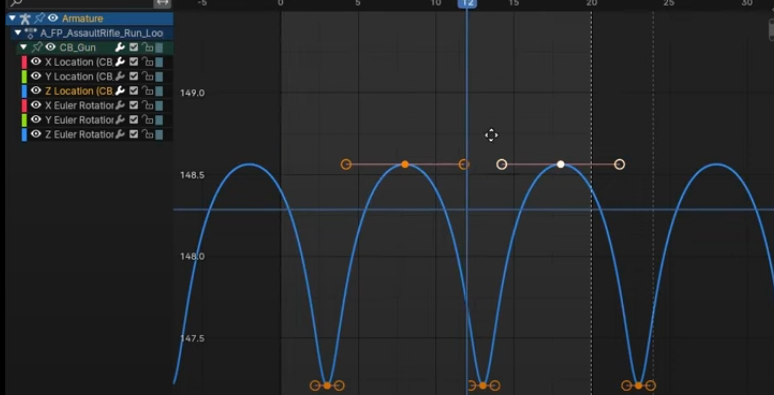 -5 0 5 10 12 15 20 25 30
Armature
A_FP_AssaultRifle_Run_Loo
CB_Gun
X Location (CB
Y Location (CB
Z Location (CB
X Euler Rotation
Y Euler Rotation
Z Euler Rotation
149.0
148.5
148.0
147.5